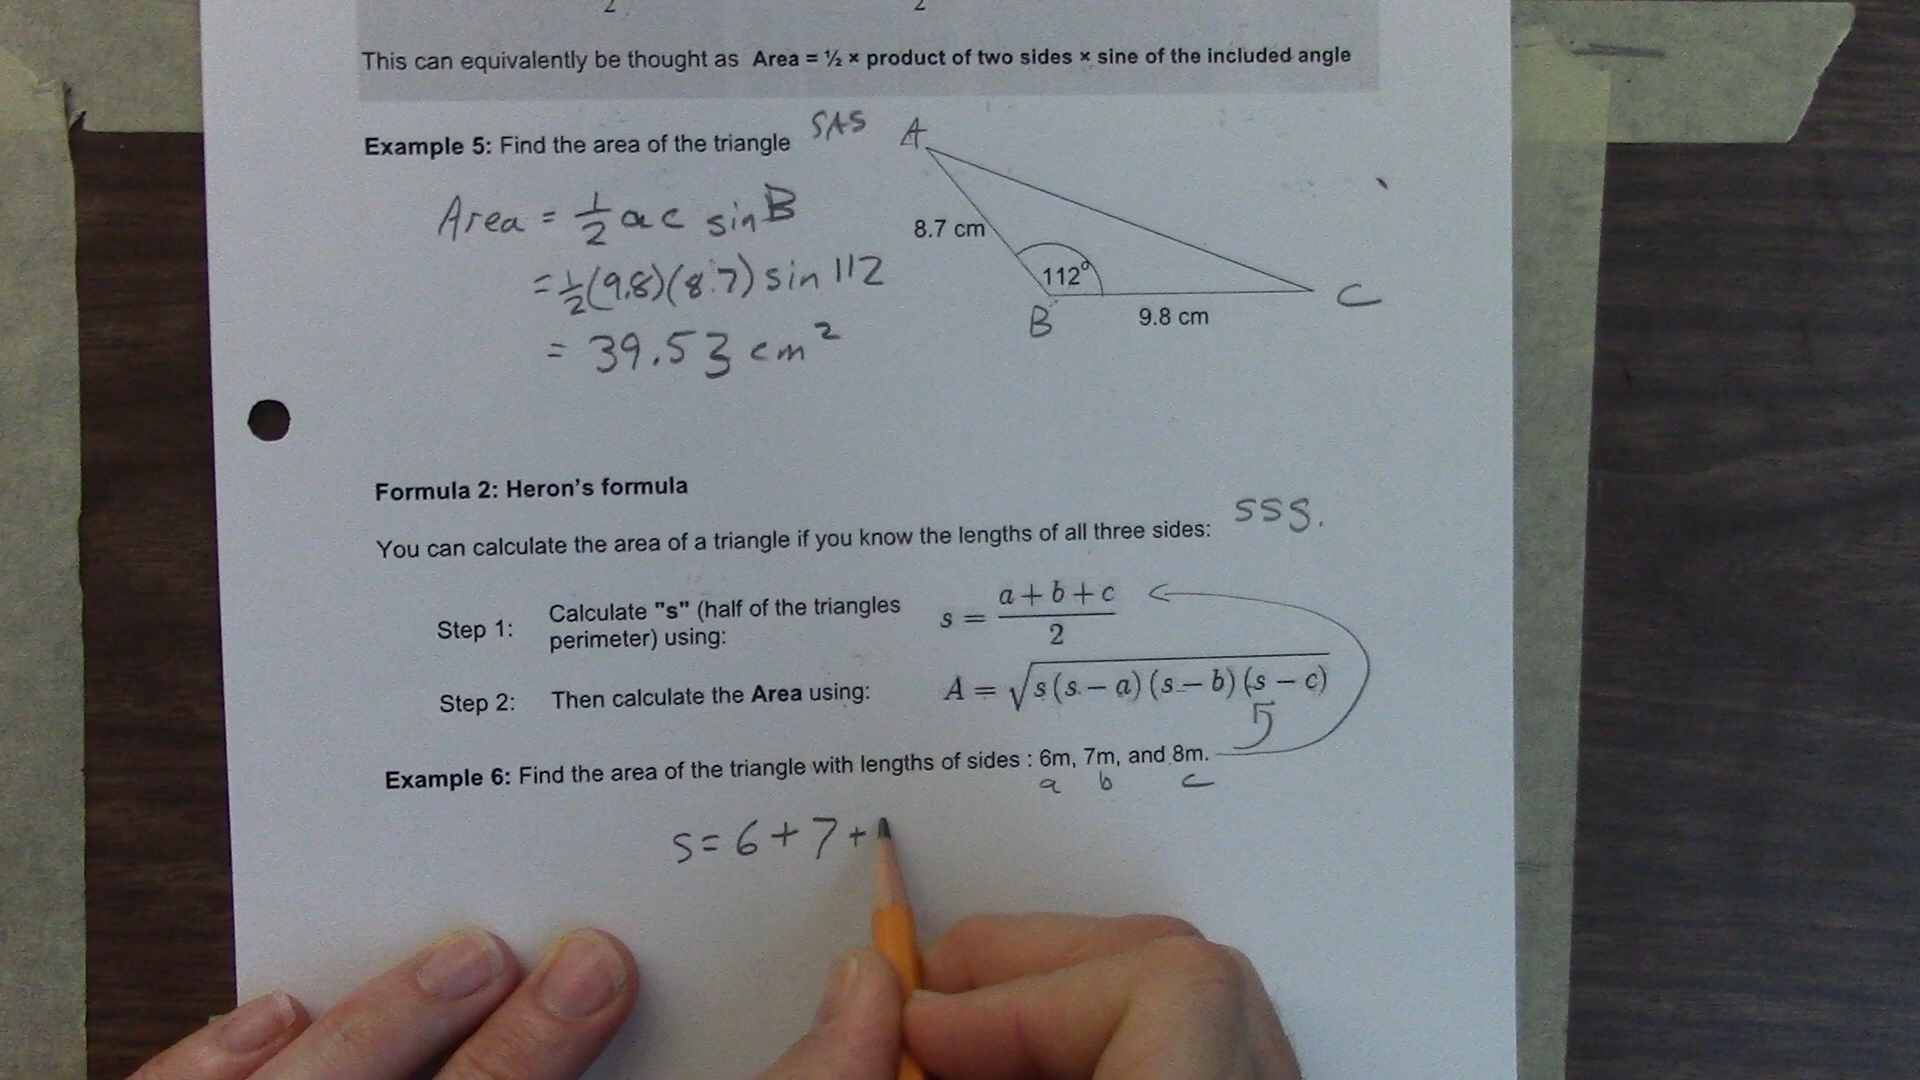 2 2
This can equivalently be thought as Area = ½ × product of two sides × sine of the included angle
Example 5: Find the area of the triangle SAS
A
Area = 1/2 ac sin B
8.7 cm
= 1/2 (9.8)(8.7) sin 112
112°
C
B
9.8 cm
= 39.53 cm²
Formula 2: Heron's formula
You can calculate the area of a triangle if you know the lengths of all three sides: SSS.
Step 1: Calculate "s" (half of the triangles perimeter) using: s = (a + b + c)/2
Step 2: Then calculate the Area using: A = √s(s − a)(s − b)(s − c)
5
Example 6: Find the area of the triangle with lengths of sides : 6m, 7m, and 8m.
a b c
s = 6 + 7 +